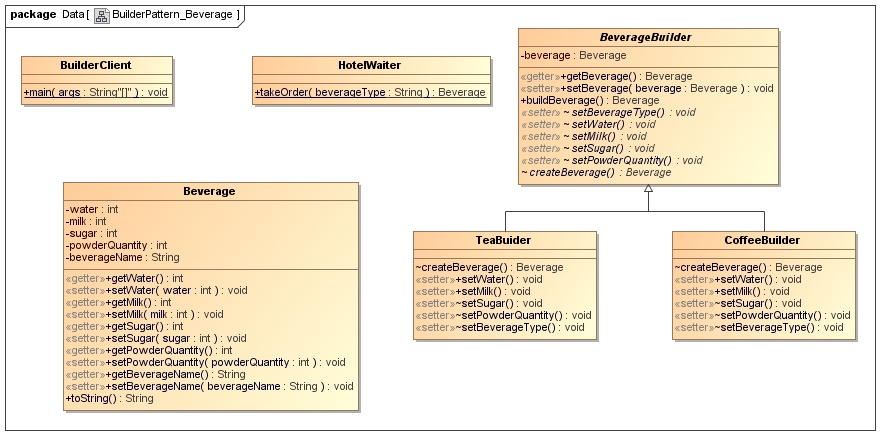 package Data[ BuilderPattern_Beverage ]
BuilderClient
+main( args : String"[]" ) : void
HotelWaiter
+takeOrder( beverageType : String ) : Beverage
BeverageBuilder
-beverage : Beverage
«getter»+getBeverage() : Beverage
«setter»+setBeverage( beverage : Beverage ) : void
+buildBeverage() : Beverage
«setter» ~ setBeverageType() : void
«setter» ~ setWater() : void
«setter» ~ setMilk() : void
«setter» ~ setSugar() : void
«setter» ~ setPowderQuantity() : void
~ createBeverage() : Beverage
Beverage
-water : int
-milk : int
-sugar : int
-powderQuantity : int
-beverageName : String
«getter»+getWater() : int
«setter»+setWater( water : int ) : void
«getter»+getMilk() : int
«setter»+setMilk( milk : int ) : void
«getter»+getSugar() : int
«setter»+setSugar( sugar : int ) : void
«getter»+getPowderQuantity() : int
«setter»+setPowderQuantity( powderQuantity : int ) : void
«getter»+getBeverageName() : String
«setter»+setBeverageName( beverageName : String ) : void
+toString() : String
TeaBuider
~createBeverage() : Beverage
«setter»+setWater() : void
«setter»+setMilk() : void
«setter»~setSugar() : void
«setter»~setPowderQuantity() : void
«setter»~setBeverageType() : void
CoffeeBuilder
~createBeverage() : Beverage
«setter»+setWater() : void
«setter»+setMilk() : void
«setter»~setSugar() : void
«setter»~setPowderQuantity() : void
«setter»~setBeverageType() : void